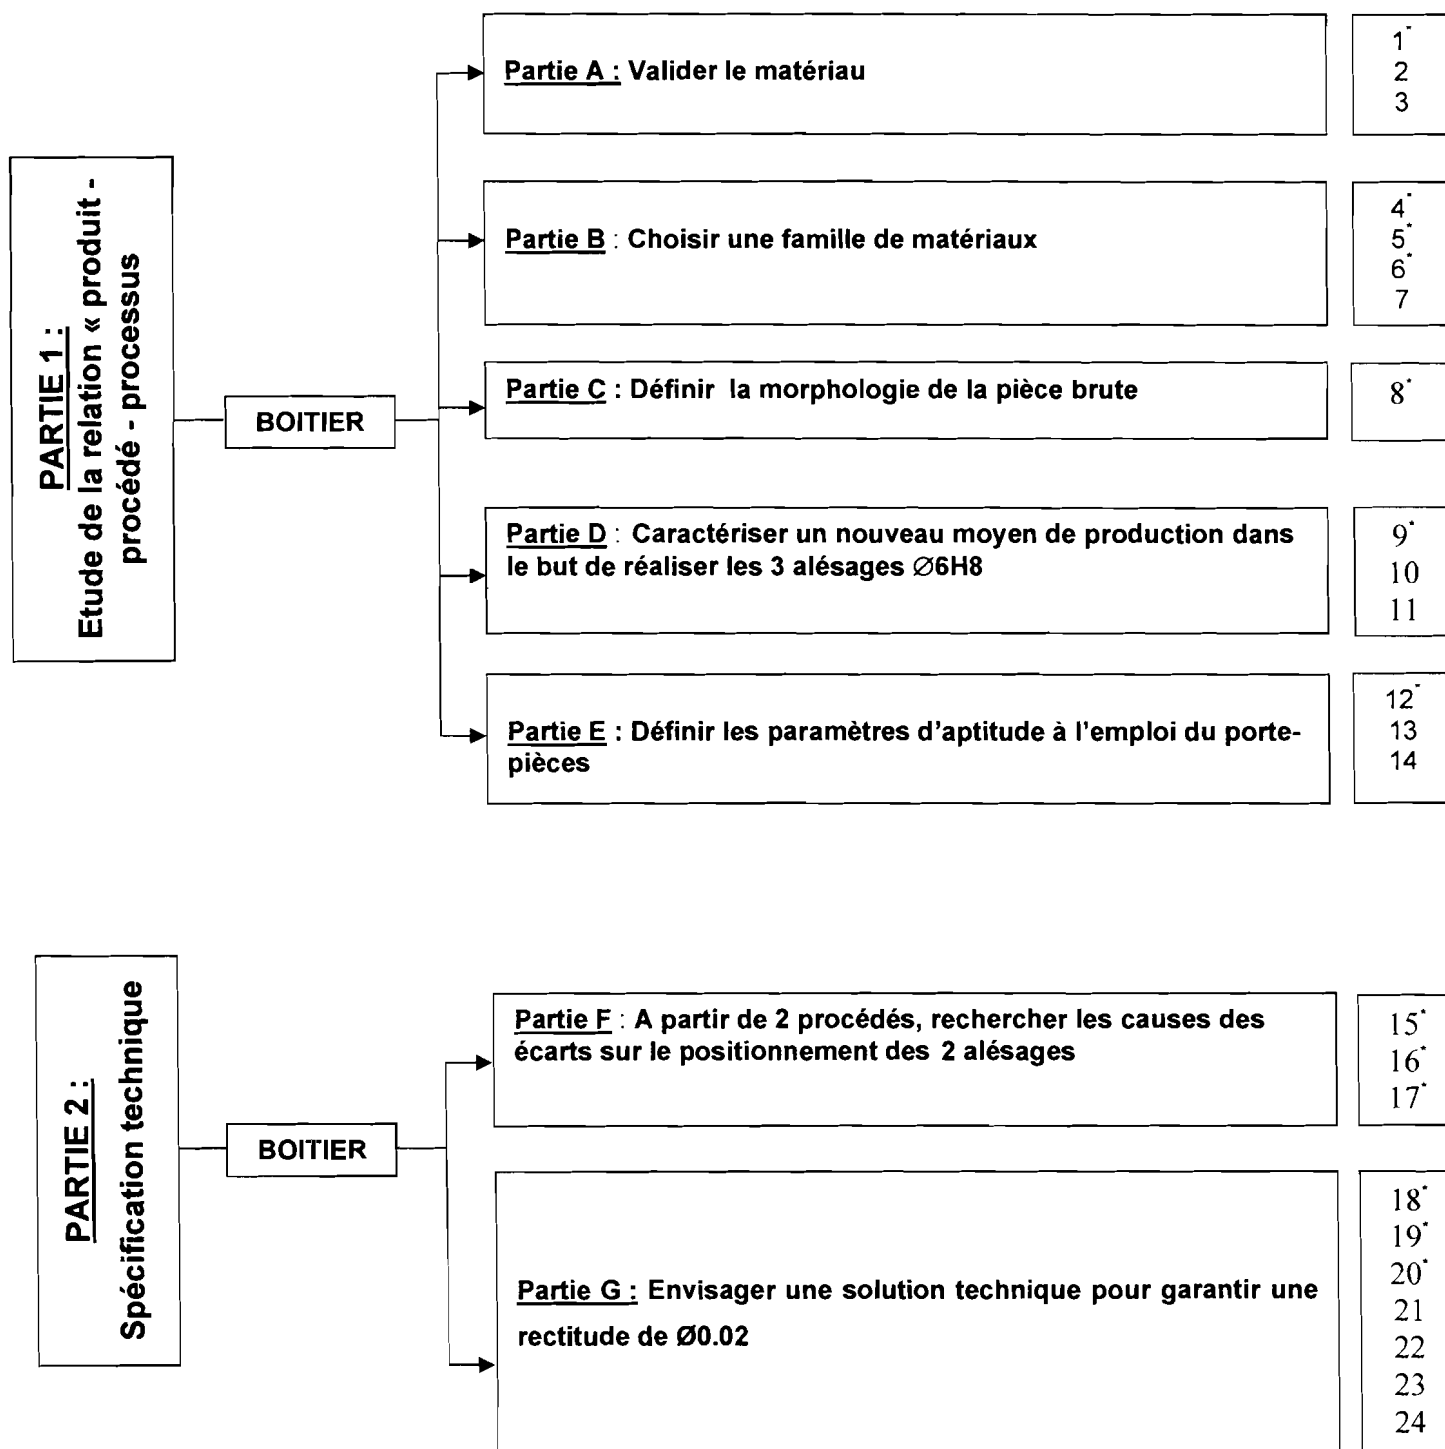 PARTIE 1 :
Etude de la relation « produit -
procédé - processus
BOITIER
Partie A : Valider le matériau
1*
2
3
Partie B : Choisir une famille de matériaux
4*
5*
6*
7
Partie C : Définir la morphologie de la pièce brute
8*
Partie D : Caractériser un nouveau moyen de production dans
le but de réaliser les 3 alésages ∅6H8
9*
10
11
Partie E : Définir les paramètres d'aptitude à l'emploi du porte-
pièces
12*
13
14
PARTIE 2 :
Spécification technique
BOITIER
Partie F : A partir de 2 procédés, rechercher les causes des
écarts sur le positionnement des 2 alésages
15*
16*
17*
Partie G : Envisager une solution technique pour garantir une
rectitude de Ø0.02
18*
19*
20*
21
22
23
24